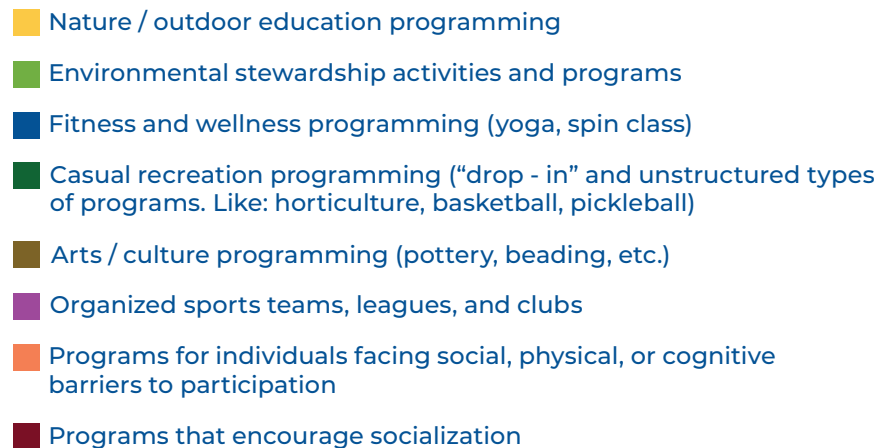 Nature / outdoor education programming
Environmental stewardship activities and programs
Fitness and wellness programming (yoga, spin class)
Casual recreation programming (“drop - in” and unstructured types
of programs. Like: horticulture, basketball, pickleball)
Arts / culture programming (pottery, beading, etc.)
Organized sports teams, leagues, and clubs
Programs for individuals facing social, physical, or cognitive
barriers to participation
Programs that encourage socialization